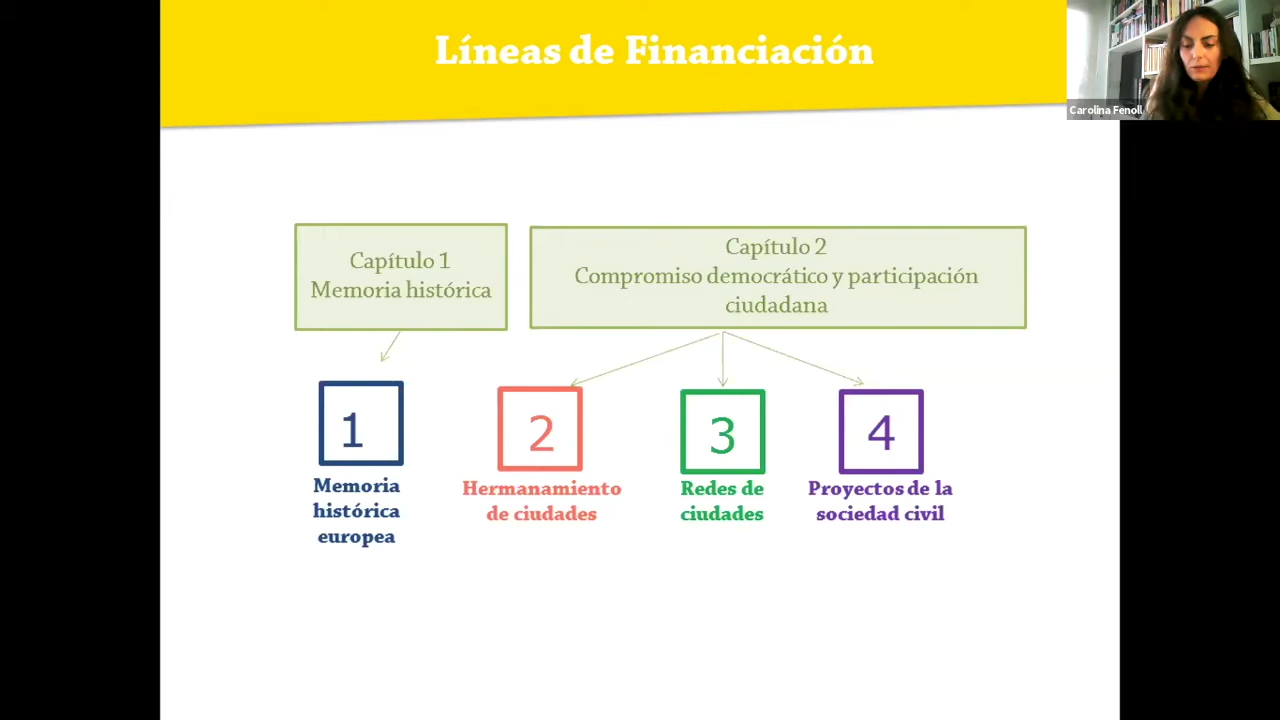 Líneas de Financiación
Carolina Fenoll
Capítulo 1
Memoria histórica
Capítulo 2
Compromiso democrático y participación
ciudadana
1
2
3
4
Memoria
histórica
europea
Hermanamiento
de ciudades
Redes de
ciudades
Proyectos de la
sociedad civil